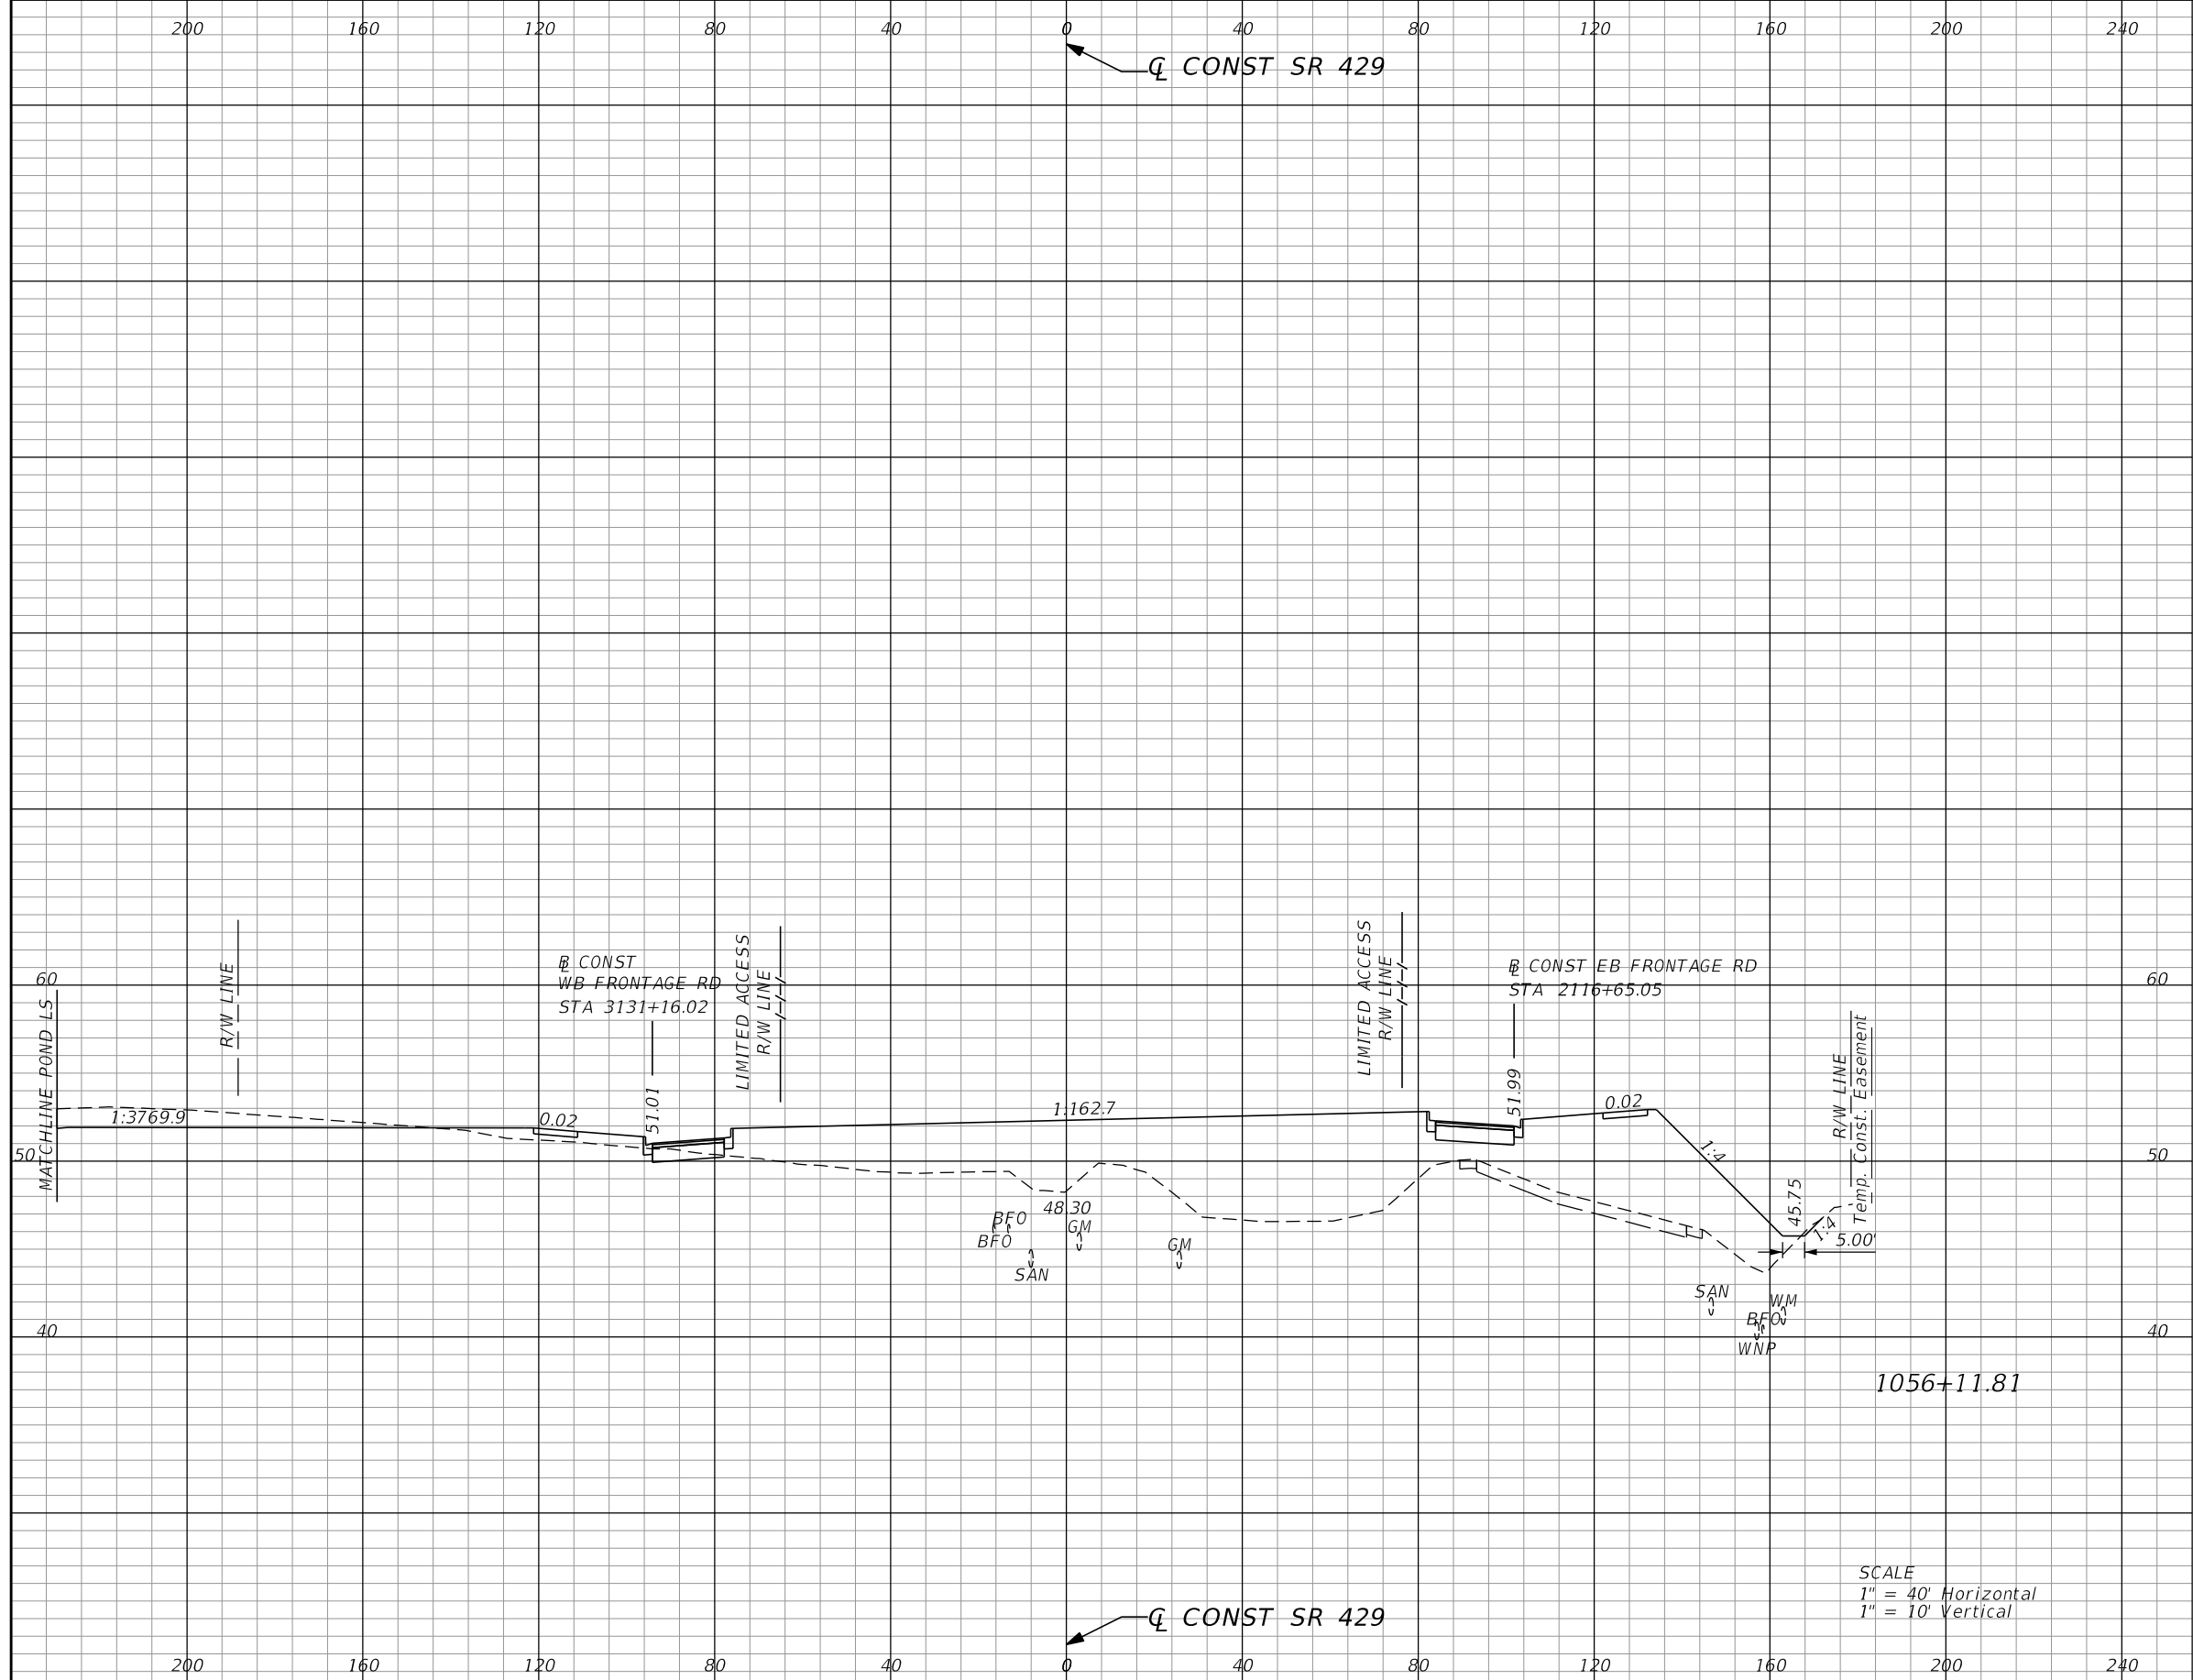 200 160 120 80 40 0 40 80 120 160 200 240
℄ CONST SR 429
℄ CONST
WB FRONTAGE RD
STA 3131+16.02
℄ CONST EB FRONTAGE RD
STA 2116+65.05
60
60
MATCHLINE POND LS
R/W LINE
LIMITED ACCESS
R/W LINE
LIMITED ACCESS
R/W LINE
R/W LINE
Temp. Const. Easement
1:3769.9
0.02
51.01
1:162.7
51.99
0.02
1:4
45.75
1:4
5.00'
50
50
48.30
BFO
BFO
SAN
GM
GM
SAN
WM
BFO
WNP
40
40
1056+11.81
SCALE
1" = 40' Horizontal
1" = 10' Vertical
℄ CONST SR 429
200 160 120 80 40 0 40 80 120 160 200 240